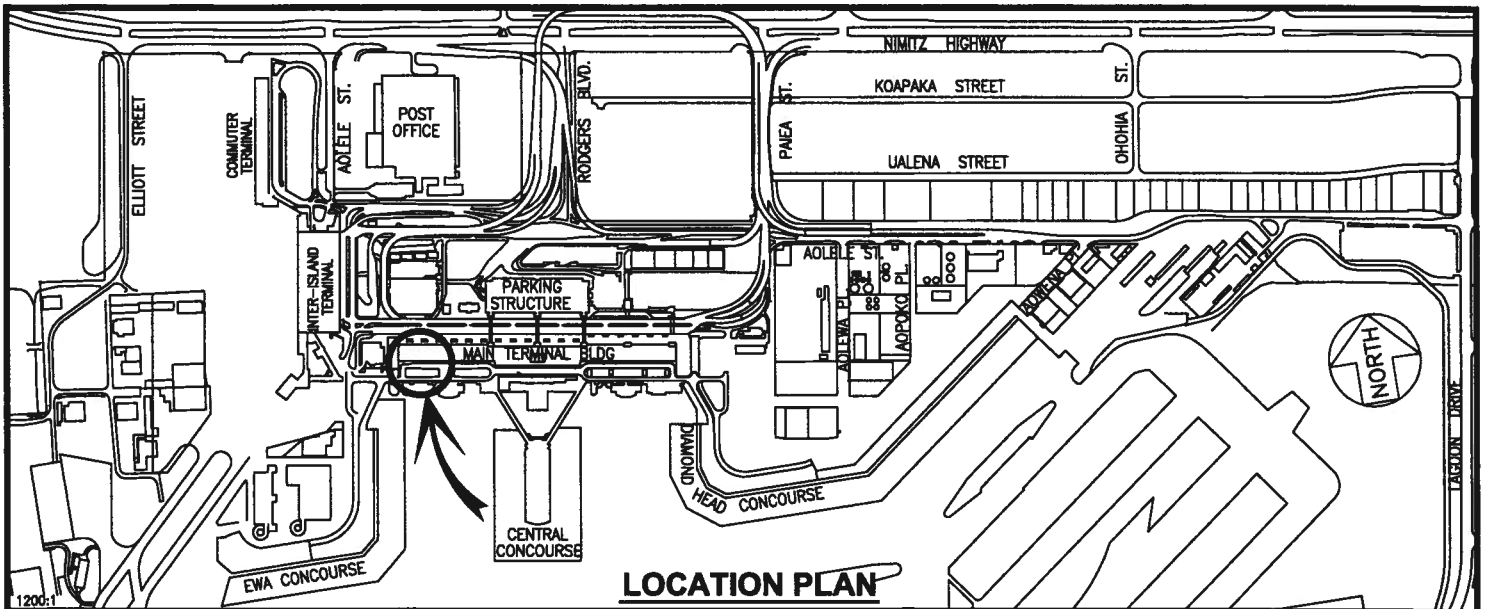 NIMITZ HIGHWAY
KOAPAKA STREET
UALENA STREET
OHOHIA ST.
PAIEA ST.
RODGERS BLVD.
AOLELE ST.
POST
OFFICE
COMMUTER
TERMINAL
ELLIOTT STREET
INTER-ISLAND
TERMINAL
PARKING
STRUCTURE
MAIN TERMINAL BLDG
AOLELE ST.
AOLEWA PL.
AOPOKO PL.
AOWENA PL.
NORTH
LAGOON DRIVE
DIAMOND
HEAD CONCOURSE
CENTRAL
CONCOURSE
EWA CONCOURSE
LOCATION PLAN
1200:1